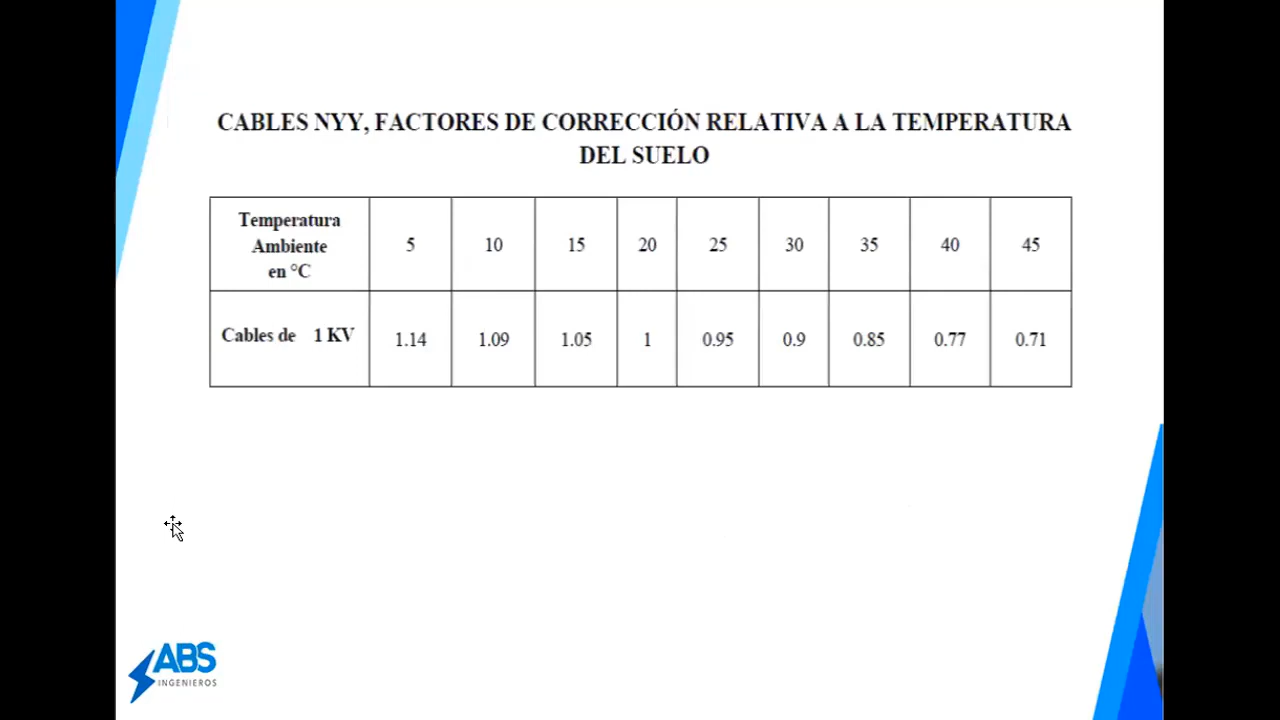 CABLES NYY, FACTORES DE CORRECCIÓN RELATIVA A LA TEMPERATURA
DEL SUELO
Temperatura
Ambiente
en °C
5 10 15 20 25 30 35 40 45
Cables de 1 KV
1.14 1.09 1.05 1 0.95 0.9 0.85 0.77 0.71
ABS
INGENIEROS